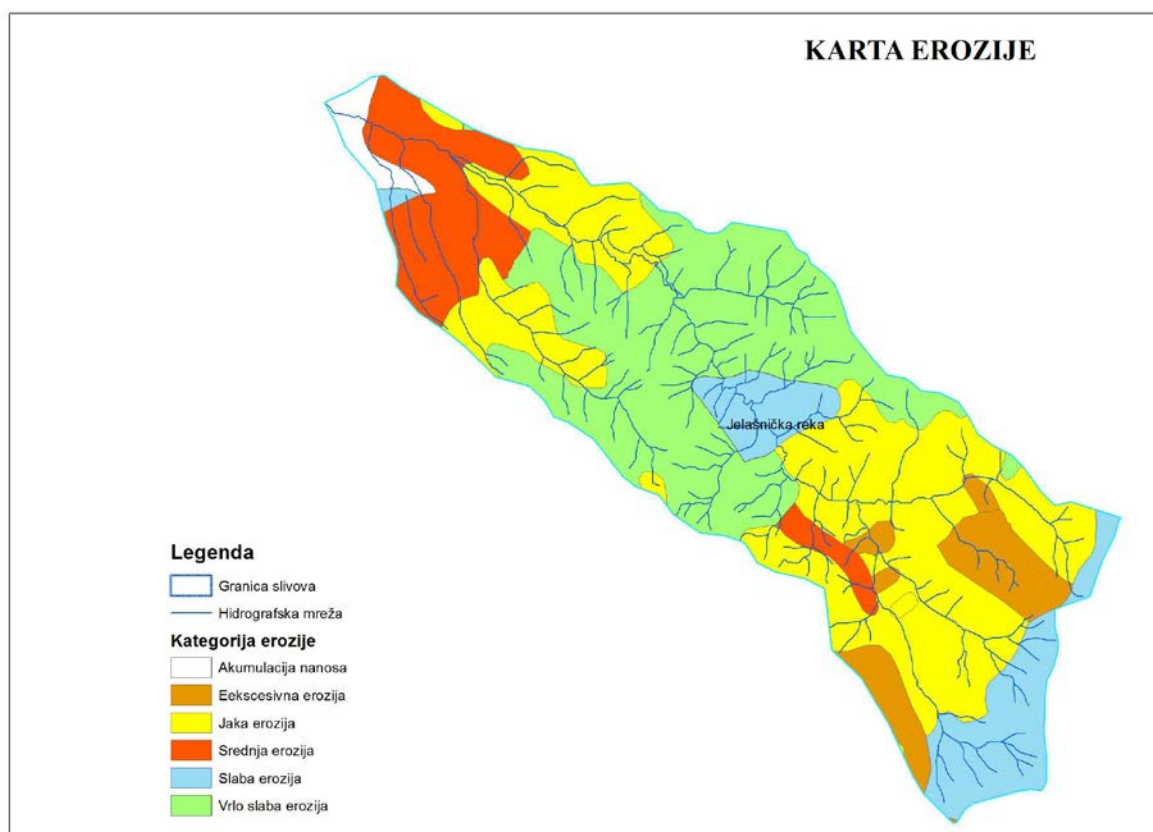 KARTA EROZIJE
Jelašnička reka
Legenda
Granica slivova
Hidrografska mreža
Kategorija erozije
Akumulacija nanosa
Eekscesivna erozija
Jaka erozija
Srednja erozija
Slaba erozija
Vrlo slaba erozija